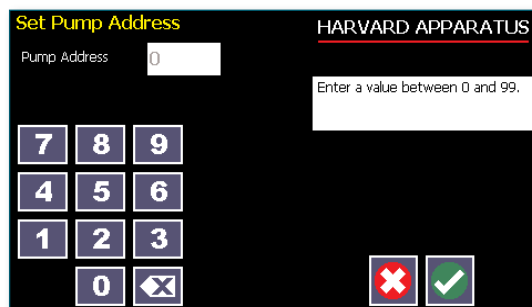 Set Pump Address
HARVARD APPARATUS
Pump Address 0
Enter a value between 0 and 99.
7 8 9
4 5 6
1 2 3
0